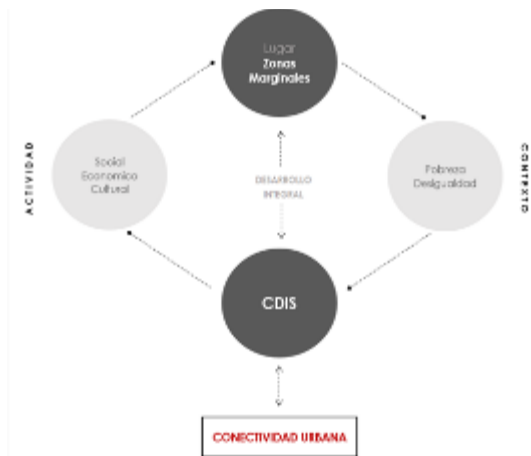 Lugar
Zonas
Marginales
ACTIVIDAD
Social
Economico
Cultural
DESARROLLO
INTEGRAL
Pobreza
Desigualdad
CONTEXTO
CDIS
CONECTIVIDAD URBANA